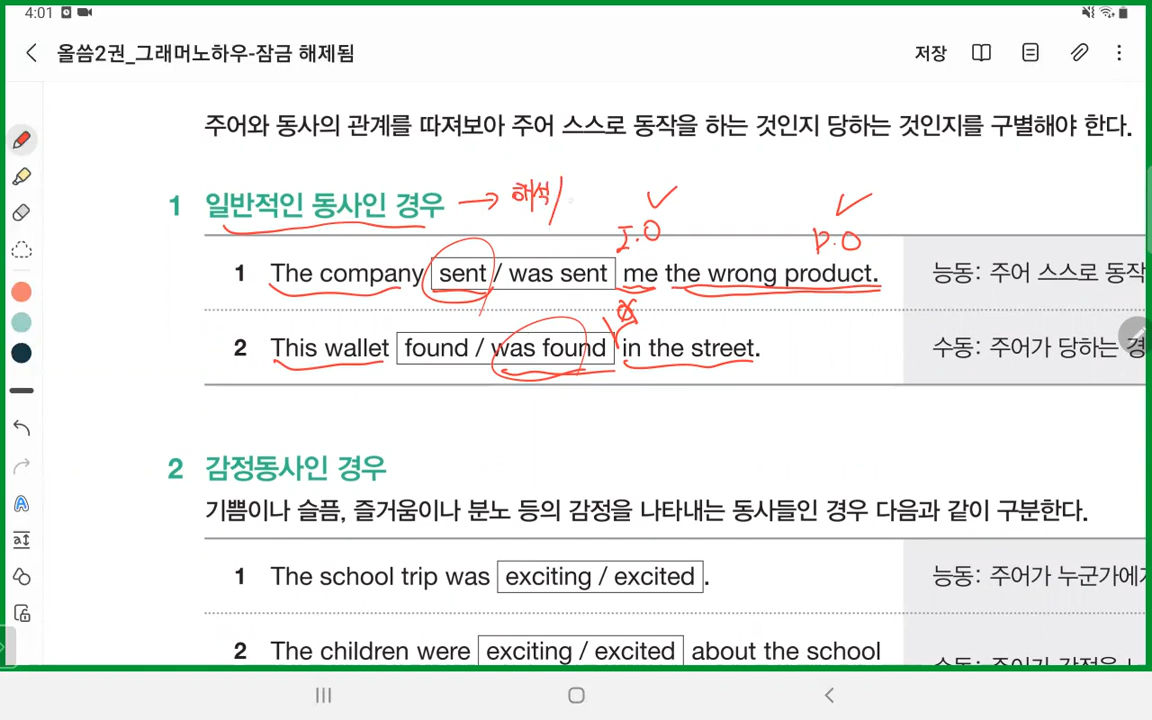 4:01
올씀2권_그래머노하우-잠금 해제됨
저장
주어와 동사의 관계를 따져보아 주어 스스로 동작을 하는 것인지 당하는 것인지를 구별해야 한다.
1 일반적인 동사인 경우 → 해석/
I.O
D.O
1 The company sent / was sent me the wrong product.
능동: 주어 스스로 동작
2 This wallet found / was found in the street.
수동: 주어가 당하는 경
2 감정동사인 경우
기쁨이나 슬픔, 즐거움이나 분노 등의 감정을 나타내는 동사들인 경우 다음과 같이 구분한다.
1 The school trip was exciting / excited .
능동: 주어가 누군가에게
2 The children were exciting / excited about the school
수동: 주어가 감정을